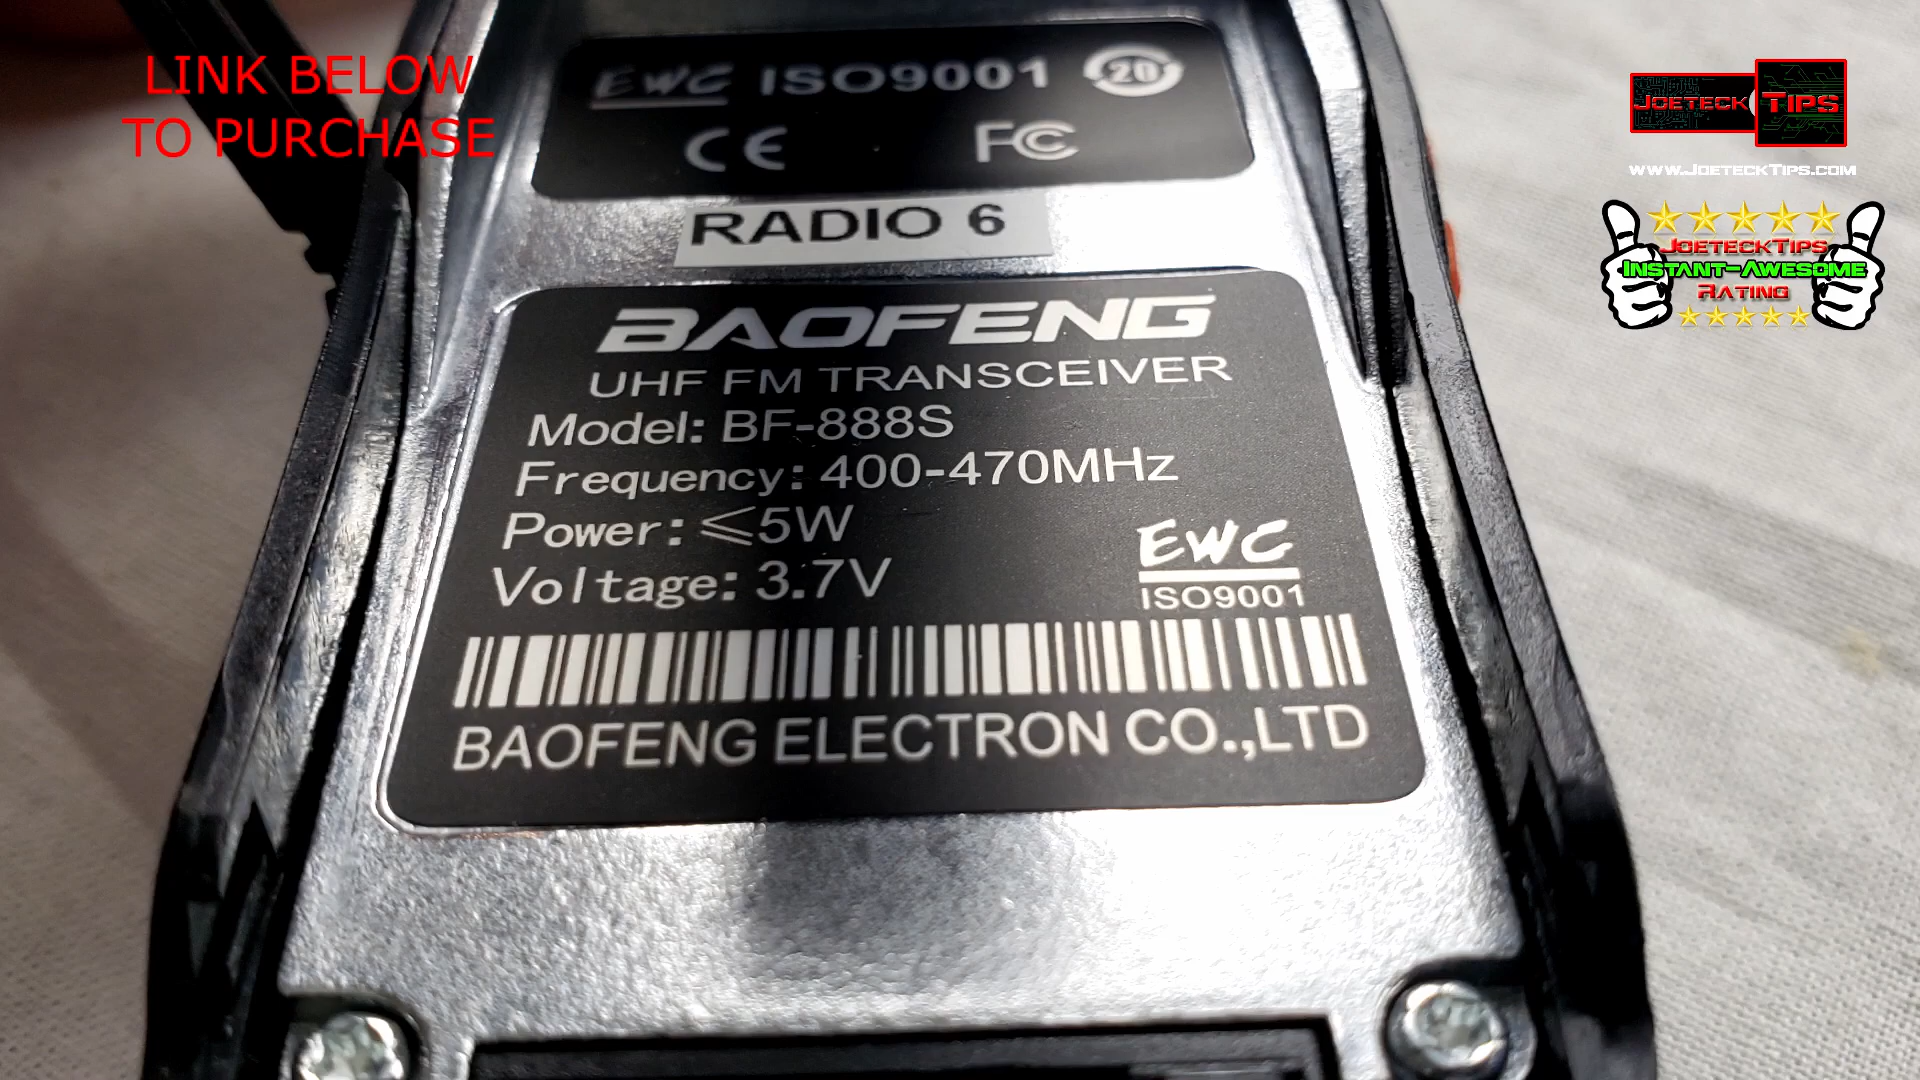 LINK BELOW
TO PURCHASE
EWC ISO9001 20
CE FC
RADIO 6
BAOFENG
UHF FM TRANSCEIVER
Model: BF-888S
Frequency: 400-470MHz
Power: ≤5W
Voltage: 3.7V
EWC
ISO9001
BAOFENG ELECTRON CO.,LTD
JOETECK TIPS
WWW.JOETECKTIPS.COM
JOETECKTIPS
INSTANT-AWESOME
RATING